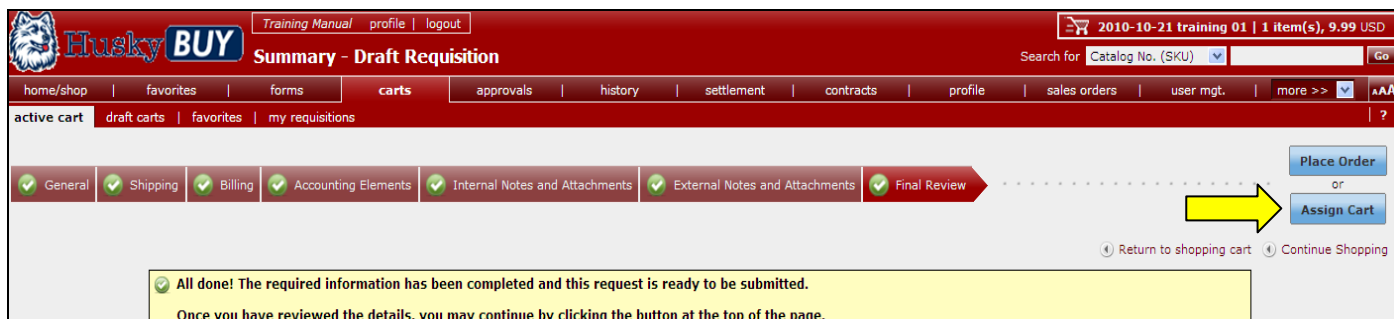 Training Manual profile | logout
2010-10-21 training 01 | 1 item(s), 9.99 USD
Husky BUY
Summary - Draft Requisition
Search for Catalog No. (SKU) Go
home/shop | favorites | forms carts approvals | history | settlement | contracts | profile | sales orders | user mgt. | more >> AAA
active cart draft carts | favorites | my requisitions | ?
Place Order
General Shipping Billing Accounting Elements Internal Notes and Attachments External Notes and Attachments Final Review
or
Assign Cart
Return to shopping cart Continue Shopping
All done! The required information has been completed and this request is ready to be submitted.
Once you have reviewed the details, you may continue by clicking the button at the top of the page.